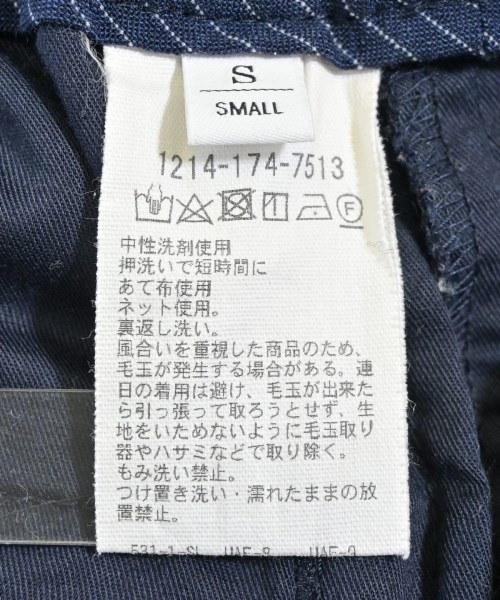 S
SMALL
1214-174-7513
中性洗剤使用
押洗いで短時間に
あて布使用
ネット使用。
裏返し洗い。
風合いを重視した商品のため、
毛玉が発生する場合がある。連
日の着用は避け、毛玉が出来た
ら引っ張って取ろうとせず、生
地をいためないように毛玉取り
器やハサミなどで取り除く。
もみ洗い禁止。
つけ置き洗い・濡れたままの放
置禁止。